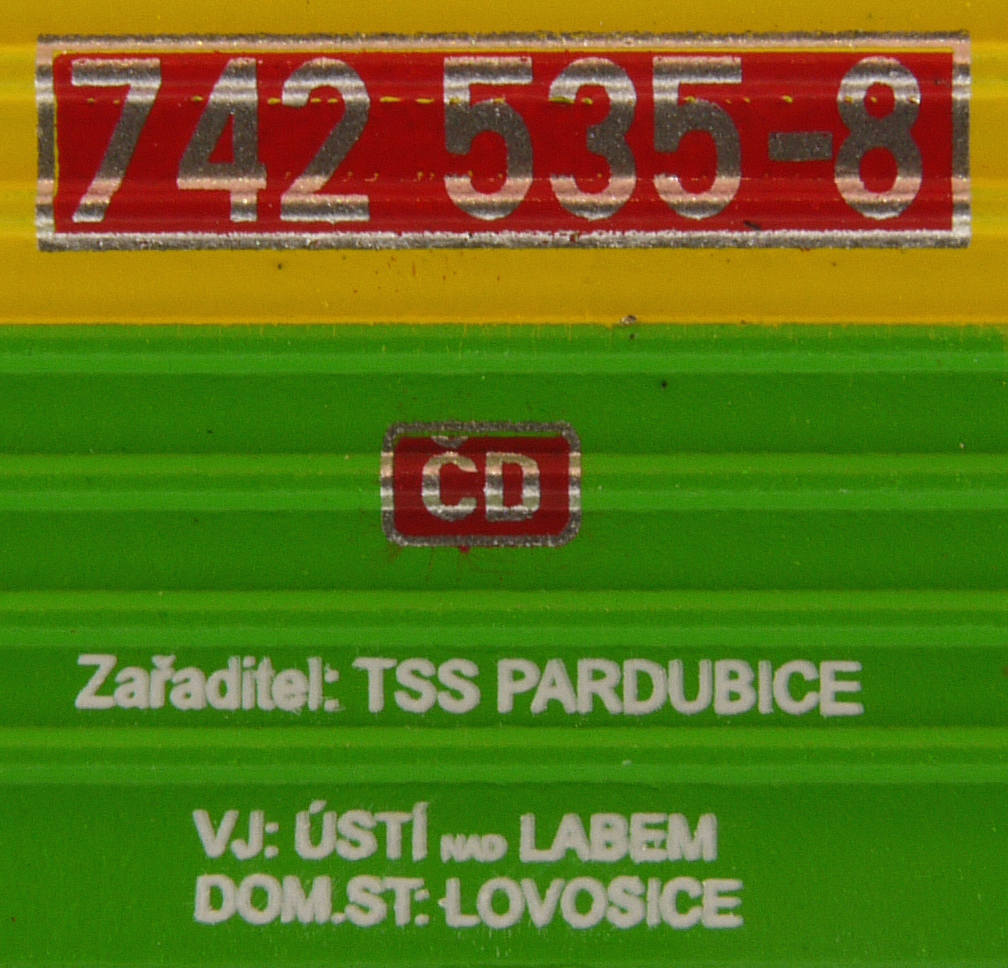 742 535-8
ČD
Zařaditel: TSS PARDUBICE
VJ: ÚSTÍ NAD LABEM
DOM.ST: LOVOSICE